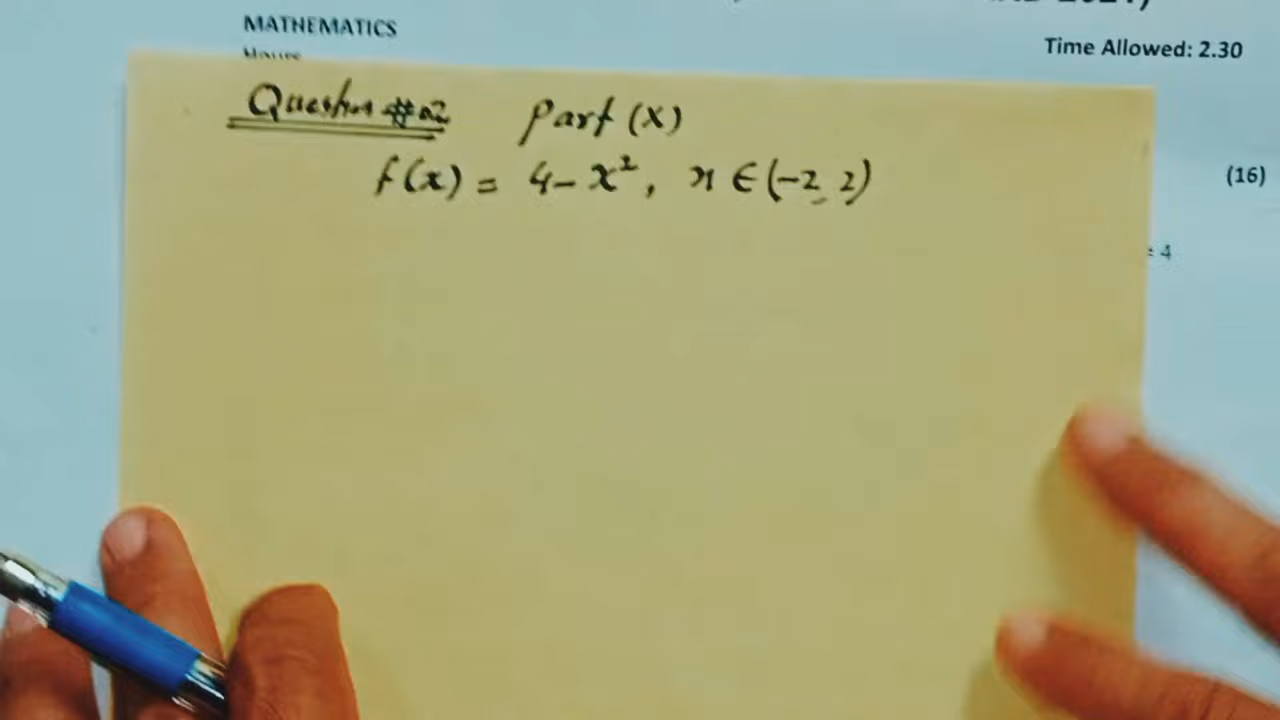 MATHEMATICS
Time Allowed: 2.30
Question #02 Part (X)
f(x) = 4 - x², x ∈ (-2, 2)
(16)
= 4